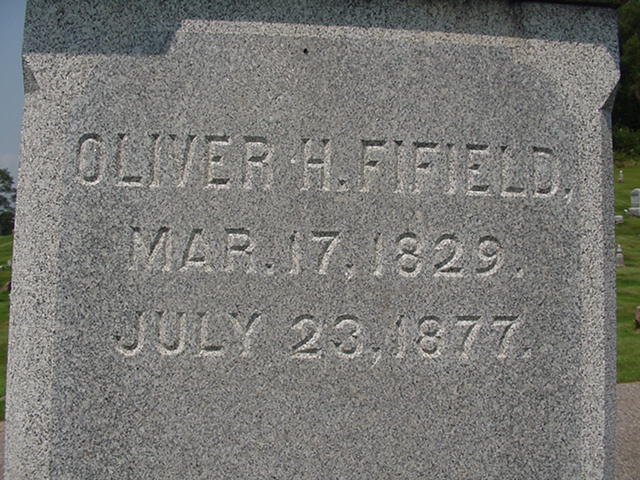 OLIVER H. FIFIELD,
MAR. 17, 1829.
JULY 23, 1877.